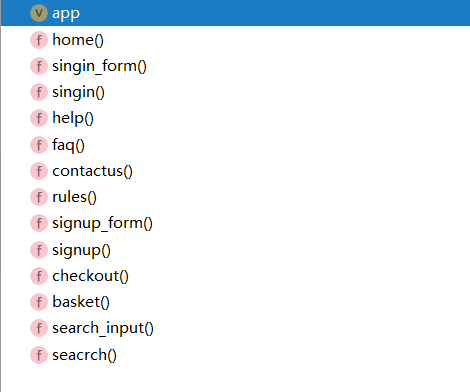 V app
f home()
f singin_form()
f singin()
f help()
f faq()
f contactus()
f rules()
f signup_form()
f signup()
f checkout()
f basket()
f search_input()
f seacrch()